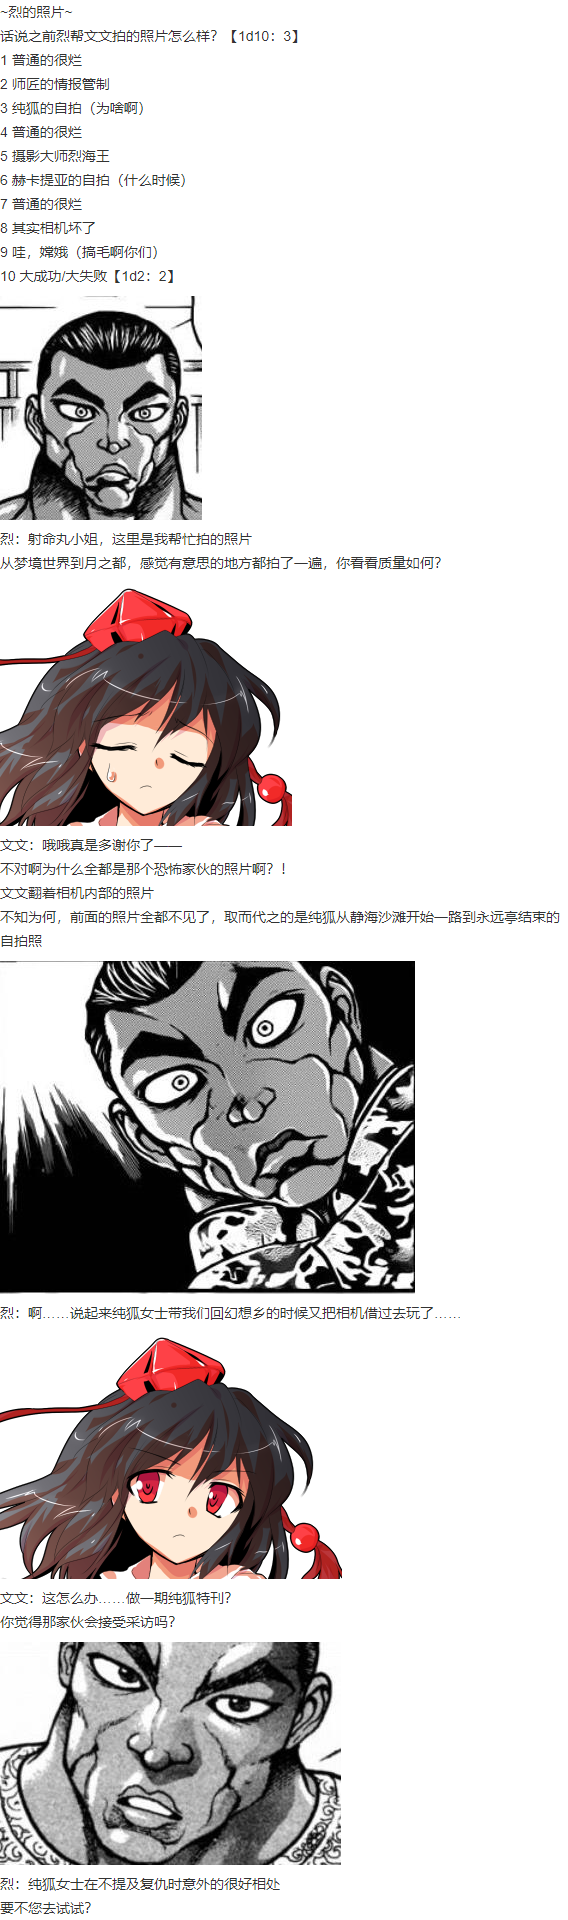 ~烈的照片~
话说之前烈帮文文拍的照片怎么样？【1d10：3】
1 普通的很烂
2 师匠的情报管制
3 纯狐的自拍（为啥啊）
4 普通的很烂
5 摄影大师烈海王
6 赫卡提亚的自拍（什么时候）
7 普通的很烂
8 其实相机坏了
9 哇，嫦娥（搞毛啊你们）
10 大成功/大失败【1d2：2】
烈：射命丸小姐，这里是我帮忙拍的照片
从梦境世界到月之都，感觉有意思的地方都拍了一遍，你看看质量如何？
文文：哦哦真是多谢你了——
不对啊为什么全都是那个恐怖家伙的照片啊？！
文文翻着相机内部的照片
不知为何，前面的照片全都不见了，取而代之的是纯狐从静海沙滩开始一路到永远亭结束的
自拍照
烈：啊……说起来纯狐女士带我们回幻想乡的时候又把相机借过去玩了……
文文：这怎么办……做一期纯狐特刊？
你觉得那家伙会接受采访吗？
烈：纯狐女士在不提及复仇时意外的很好相处
要不您去试试？